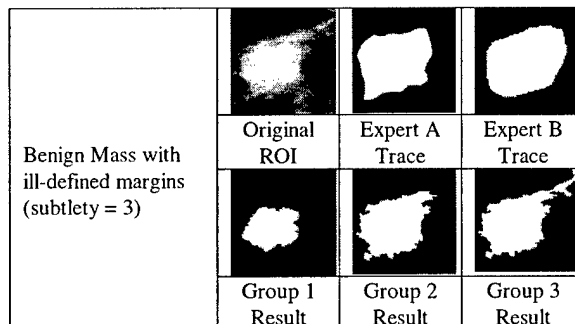 Benign Mass with
ill-defined margins
(subtlety = 3)
Original
ROI
Expert A
Trace
Expert B
Trace
Group 1
Result
Group 2
Result
Group 3
Result